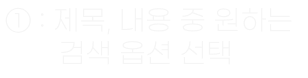 ① : 제목, 내용 중 원하는
검색 옵션 선택